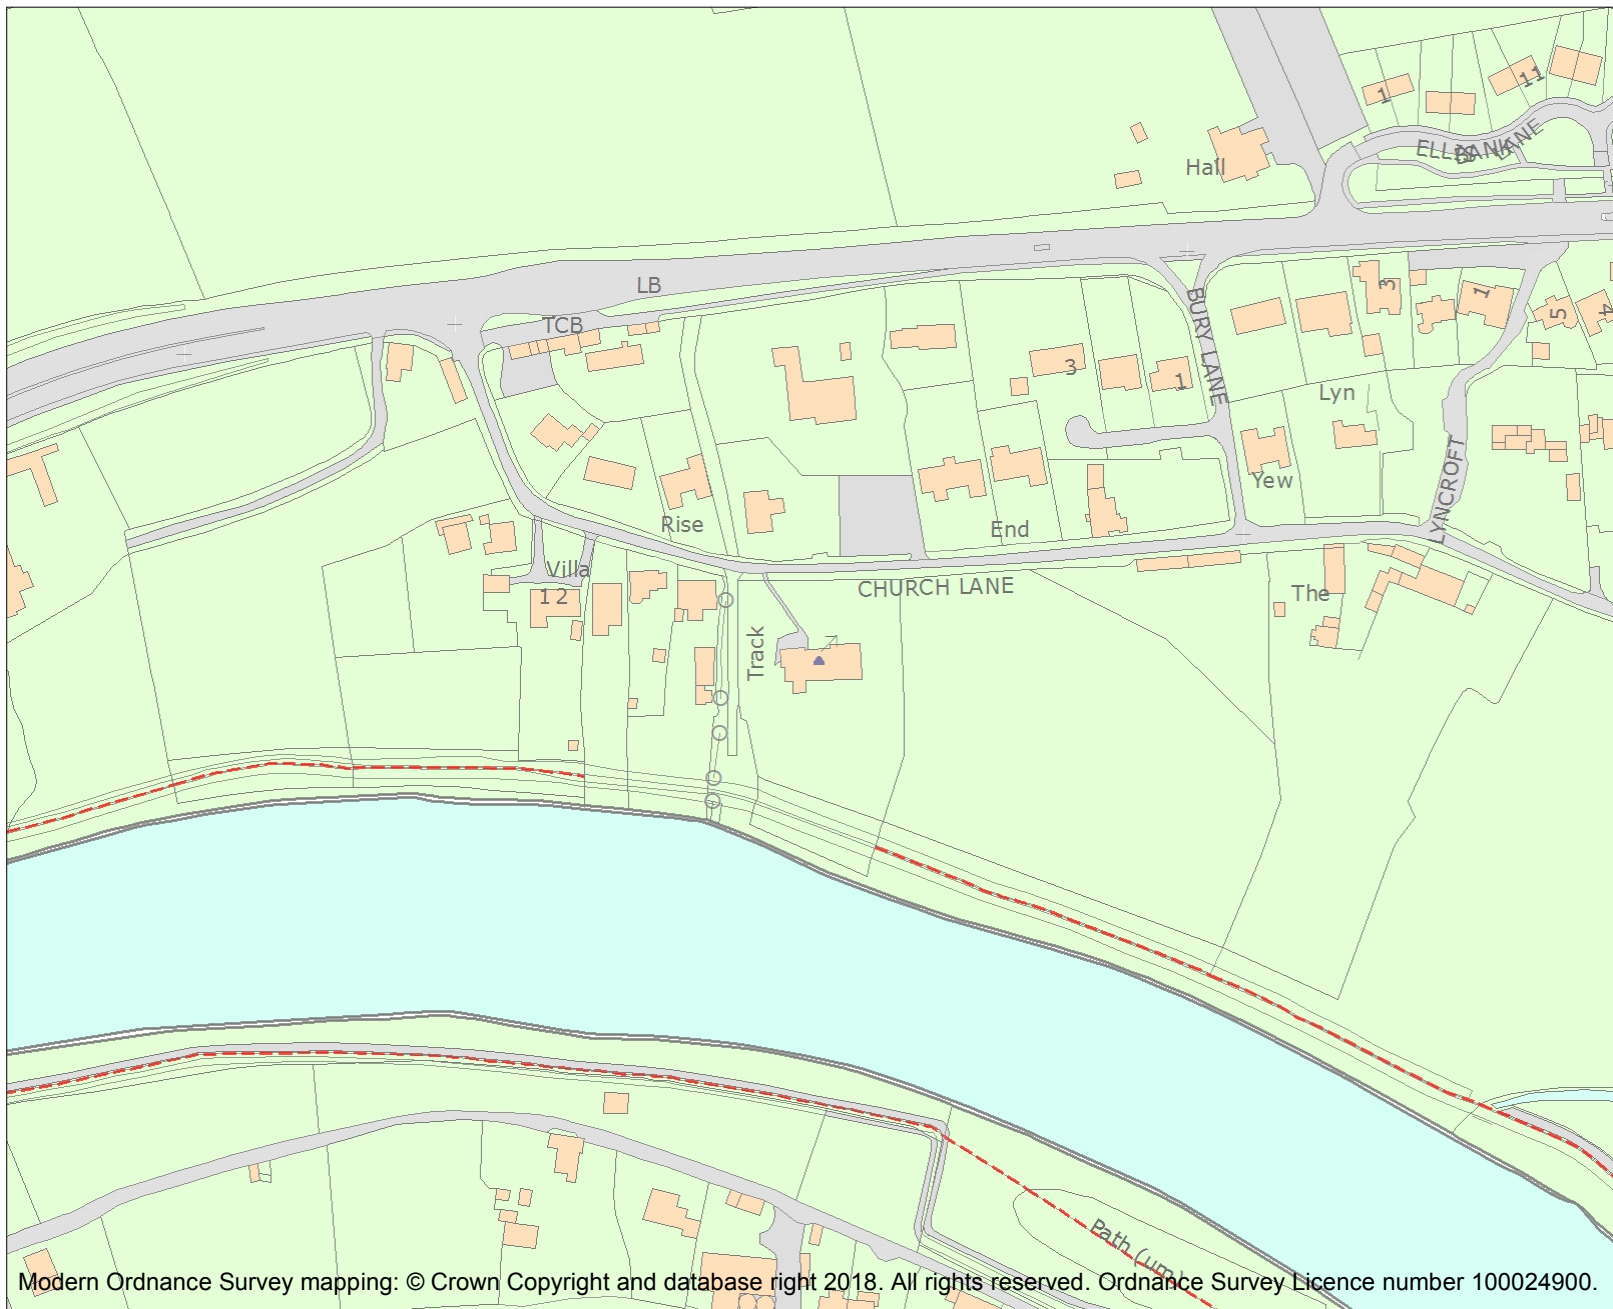 11
1
ELLBANK LANE
Hall
LB
TCB
BURY LANE
3
1
5
4
3
1
Lyn
LYNCROFT
Yew
Rise
End
Villa
1 2
CHURCH LANE
The
Track
Path (um)
Modern Ordnance Survey mapping: © Crown Copyright and database right 2018. All rights reserved. Ordnance Survey Licence number 100024900.